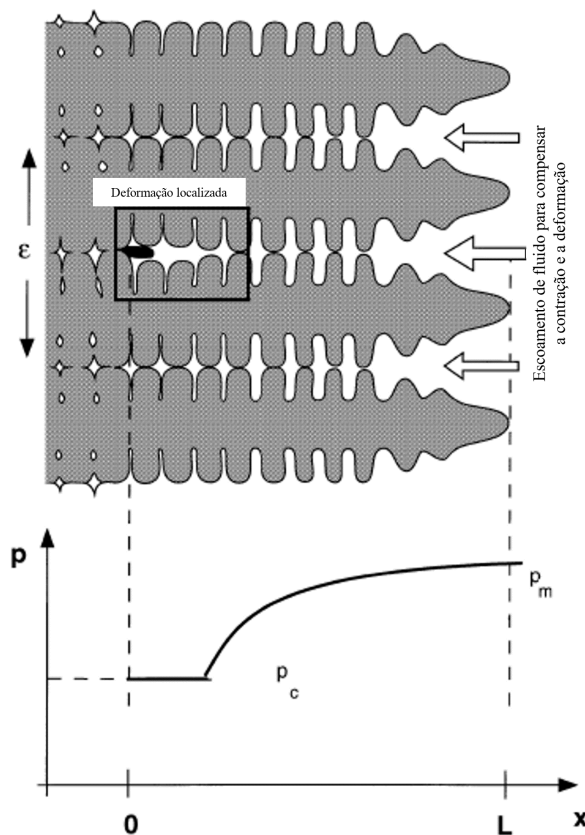 Deformação localizada
ε
Escoamento de fluido para compensar
a contração e a deformação
p
p m
p c
0
L
x